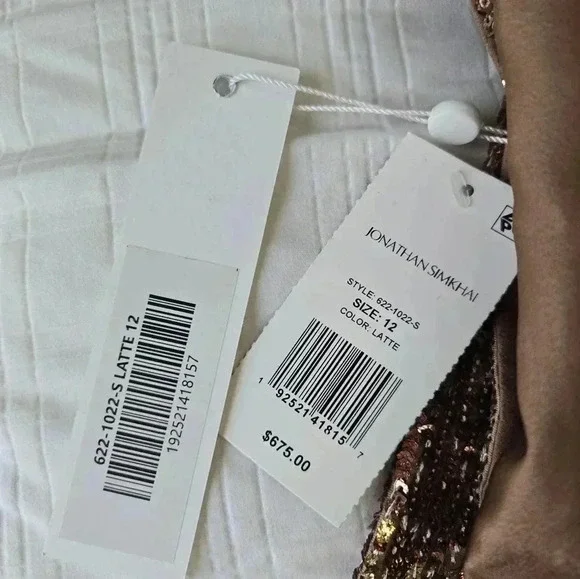 622-1022-S LATTE 12
192521418157
JONATHAN SIMKHAI
STYLE: 622-1022-S
SIZE: 12
COLOR: LATTE
1 92521 41815 7
$675.00